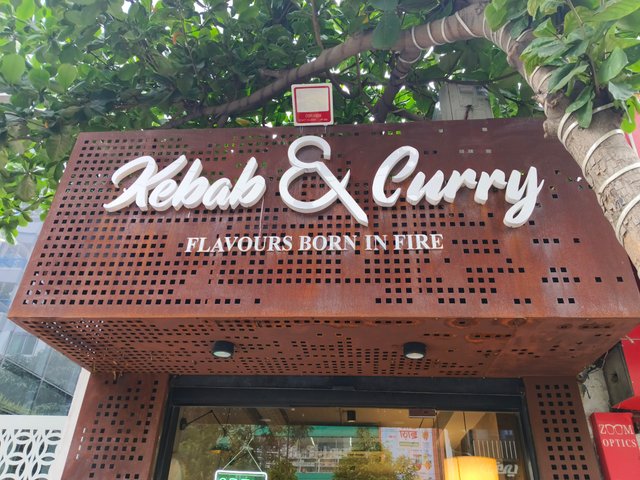 Kebab & Curry
FLAVOURS BORN IN FIRE
ZOOM
OPTICS